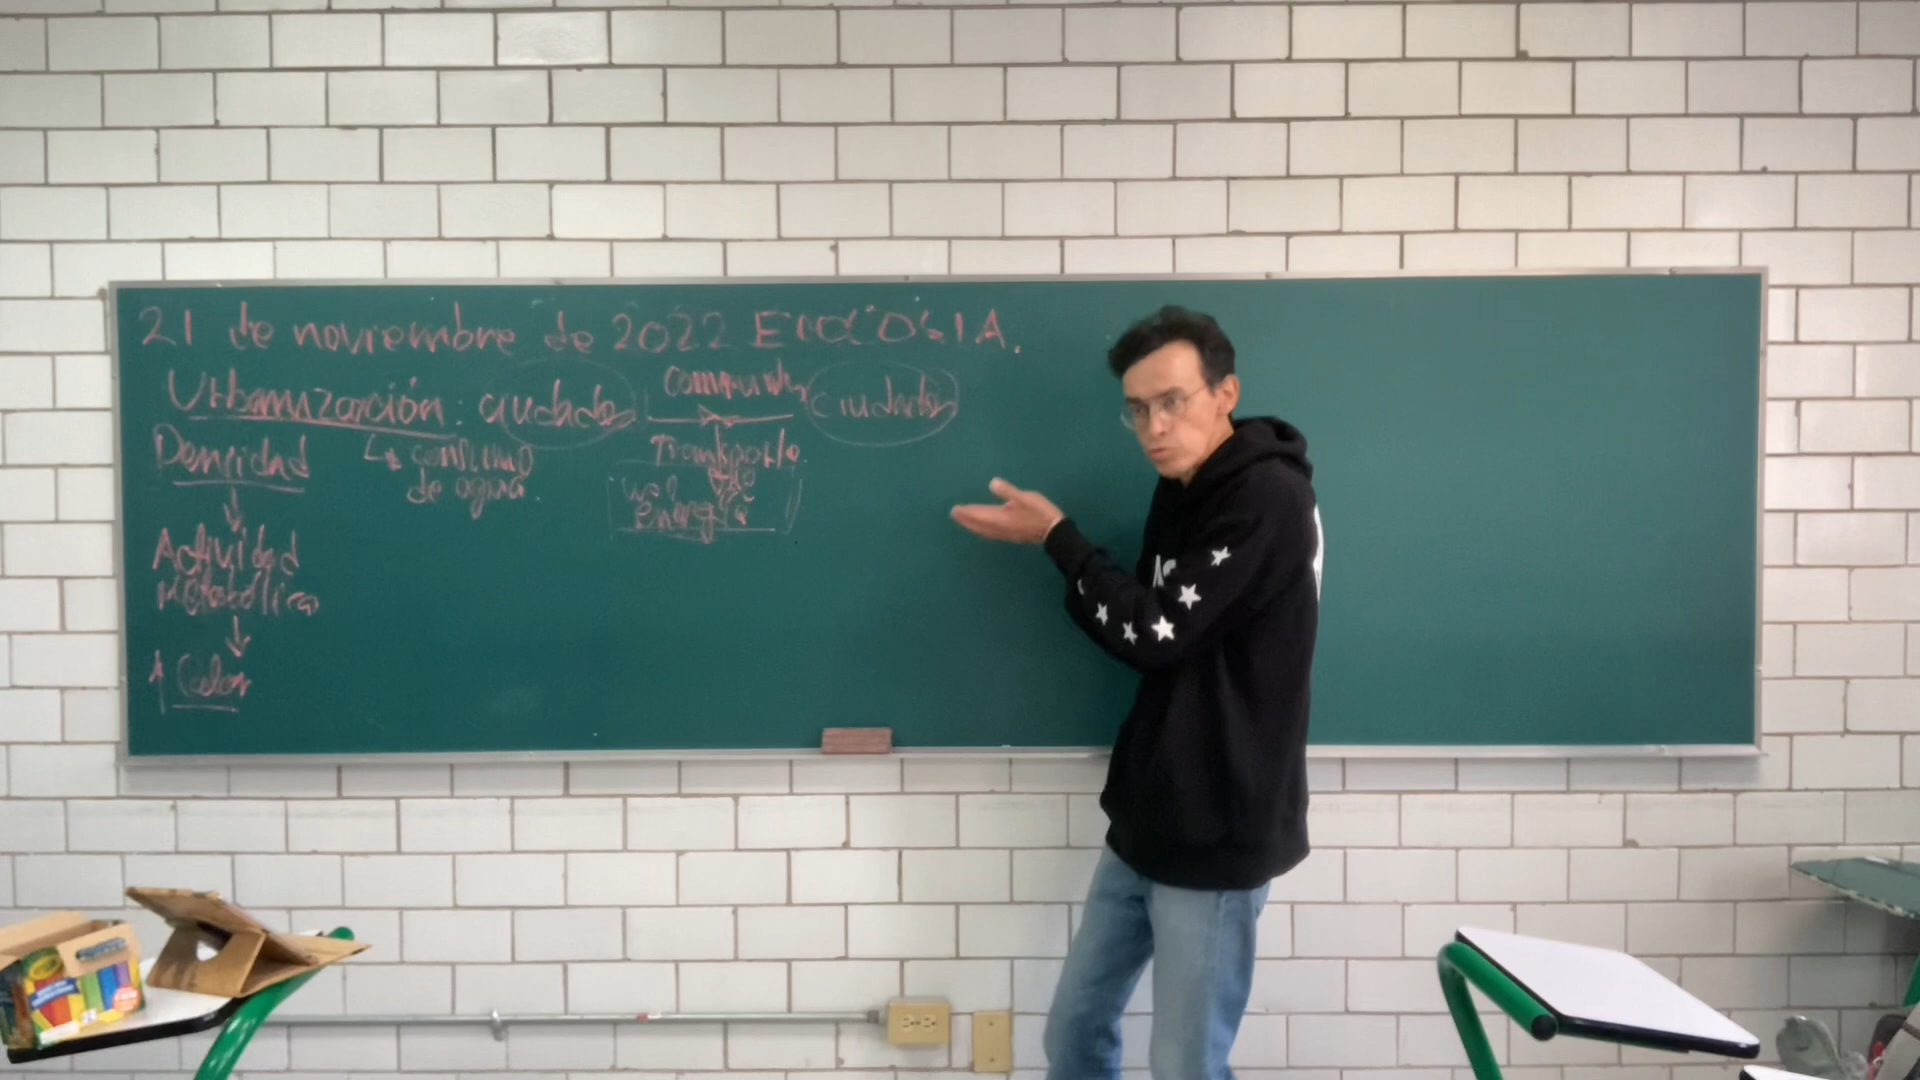 21 de noviembre de 2022 ECOLOGIA.
Urbanización: ciudades
ciudades
Densidad
↳ consumo
de agua.
Transporte
uso de
energía
↓
Actividad
Metabólica
↓
↑ Calor